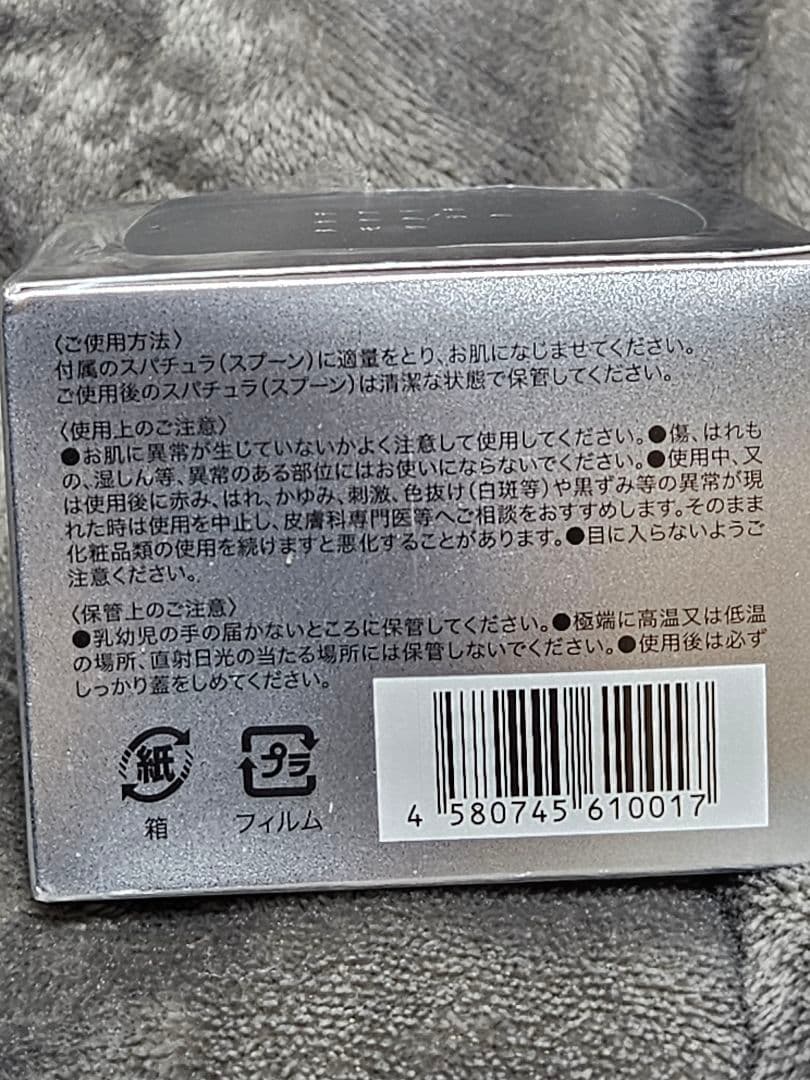 〈ご使用方法〉
付属のスパチュラ(スプーン)に適量をとり、お肌になじませてください。
ご使用後のスパチュラ(スプーン)は清潔な状態で保管してください。
〈使用上のご注意〉
●お肌に異常が生じていないかよく注意して使用してください。●傷、はれも
の、湿しん等、異常のある部位にはお使いにならないでください。●使用中、又
は使用後に赤み、はれ、かゆみ、刺激、色抜け(白斑等)や黒ずみ等の異常が現
れた時は使用を中止し、皮膚科専門医等へご相談をおすすめします。そのまま
化粧品類の使用を続けますと悪化することがあります。●目に入らないようご
注意ください。
〈保管上のご注意〉
●乳幼児の手の届かないところに保管してください。●極端に高温又は低温
の場所、直射日光の当たる場所には保管しないでください。●使用後は必ず
しっかり蓋をしめてください。
紙
プラ
箱
フィルム
4 580745 610017